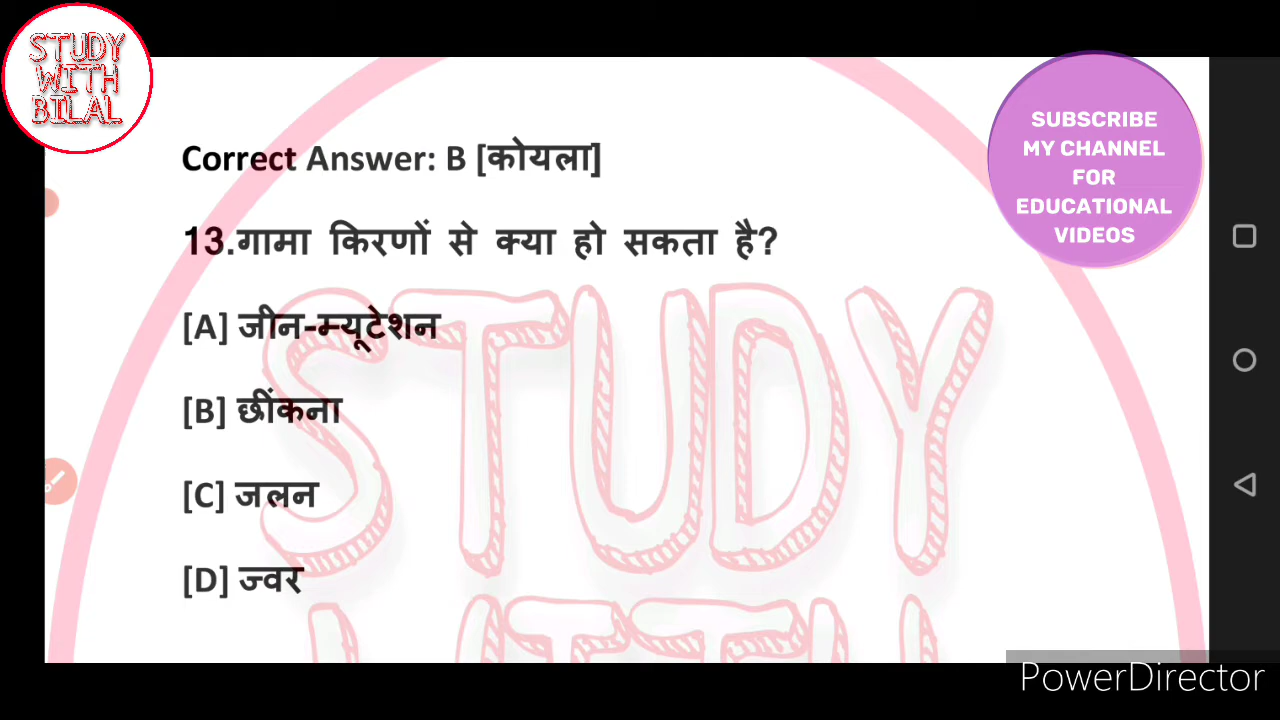 STUDY
WITH
BILAL
SUBSCRIBE
MY CHANNEL
FOR
EDUCATIONAL
VIDEOS
Correct Answer: B [कोयला]
13.गामा किरणों से क्या हो सकता है?
[A] जीन-म्यूटेशन
[B] छींकना
[C] जलन
[D] ज्वर
STUDY
WITH
PowerDirector